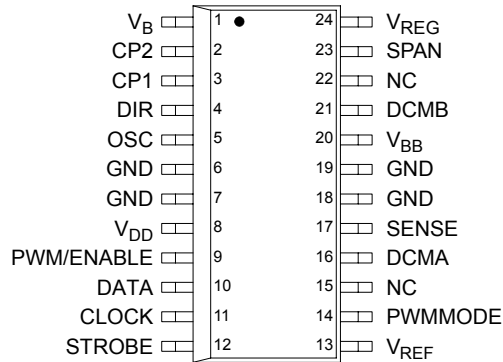 V_B 1 24 V_REG
CP2 2 23 SPAN
CP1 3 22 NC
DIR 4 21 DCMB
OSC 5 20 V_BB
GND 6 19 GND
GND 7 18 GND
V_DD 8 17 SENSE
PWM/ENABLE 9 16 DCMA
DATA 10 15 NC
CLOCK 11 14 PWMMODE
STROBE 12 13 V_REF